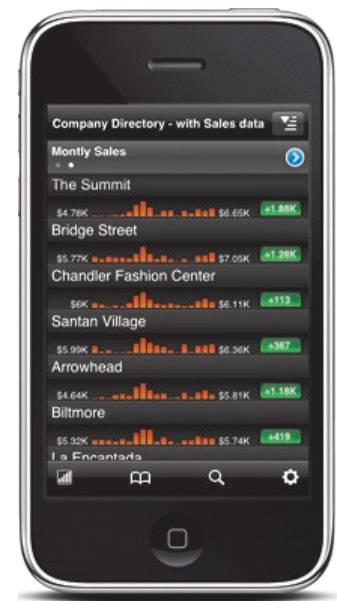 Company Directory - with Sales data
Montly Sales
The Summit
$4.78K $6.65K +1.88K
Bridge Street
$5.77K $7.05K +1.28K
Chandler Fashion Center
$6K $6.11K +113
Santan Village
$5.99K $6.36K +367
Arrowhead
$4.64K $5.81K +1.18K
Biltmore
$5.32K $5.74K +419
La Encantada